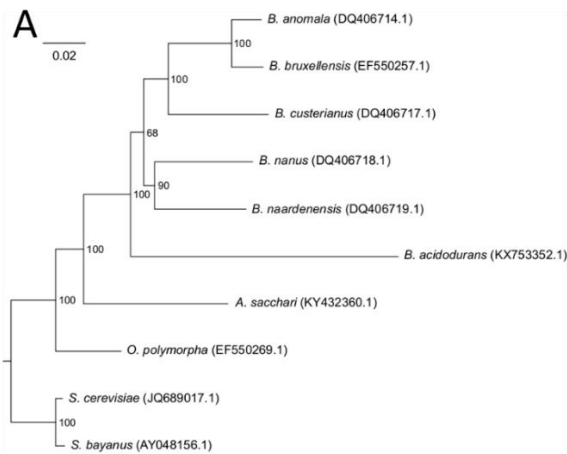 A
0.02
B. anomala (DQ406714.1)
100
B. bruxellensis (EF550257.1)
100
B. custerianus (DQ406717.1)
68
B. nanus (DQ406718.1)
100
90
B. naardenensis (DQ406719.1)
100
B. acidodurans (KX753352.1)
100
A. sacchari (KY432360.1)
O. polymorpha (EF550269.1)
S. cerevisiae (JQ689017.1)
100
S. bayanus (AY048156.1)